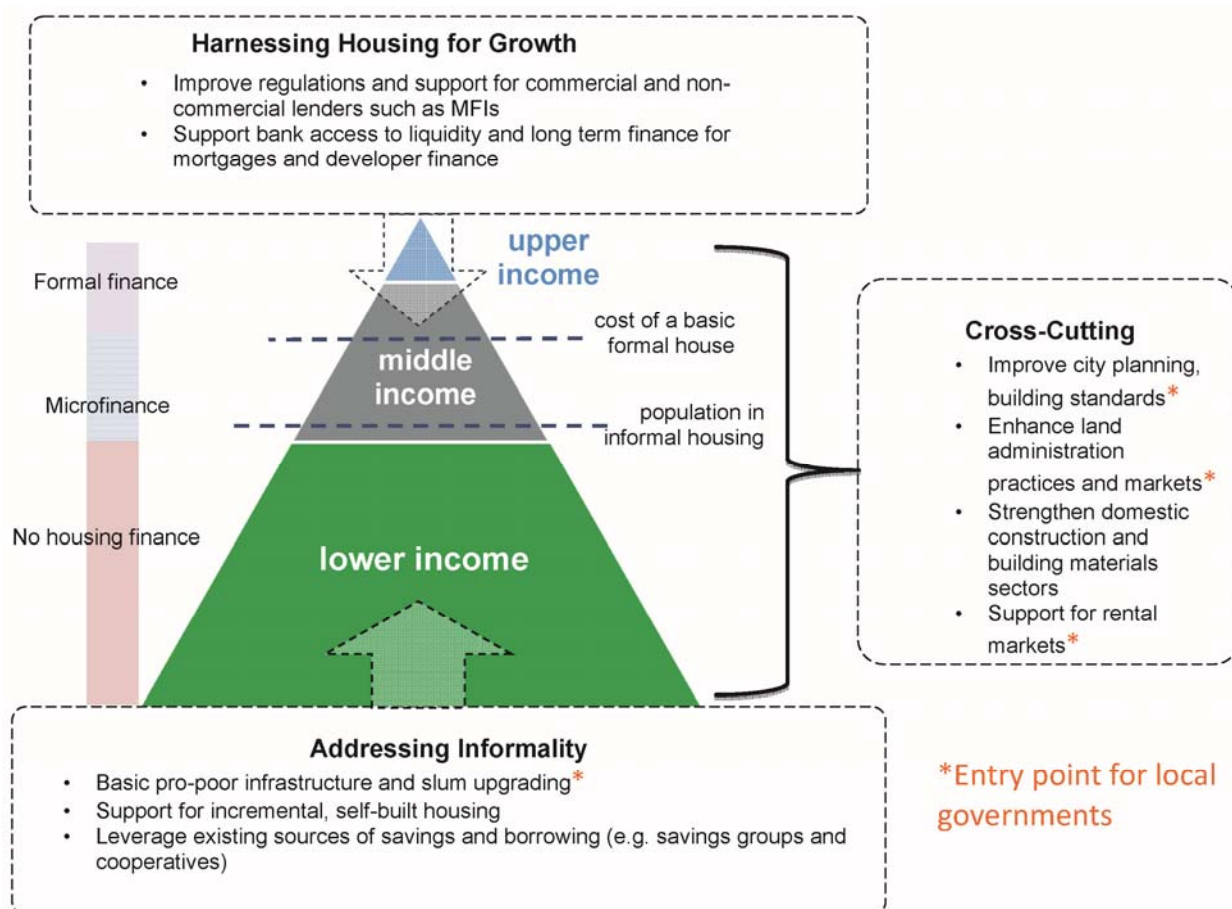 Harnessing Housing for Growth
• Improve regulations and support for commercial and non-
commercial lenders such as MFIs
• Support bank access to liquidity and long term finance for
mortgages and developer finance
upper
income
Formal finance
cost of a basic
formal house
middle
income
Microfinance
population in
informal housing
No housing finance
lower income
Cross-Cutting
• Improve city planning,
building standards*
• Enhance land
administration
practices and markets*
• Strengthen domestic
construction and
building materials
sectors
• Support for rental
markets*
Addressing Informality
• Basic pro-poor infrastructure and slum upgrading*
• Support for incremental, self-built housing
• Leverage existing sources of savings and borrowing (e.g. savings groups and
cooperatives)
*Entry point for local
governments